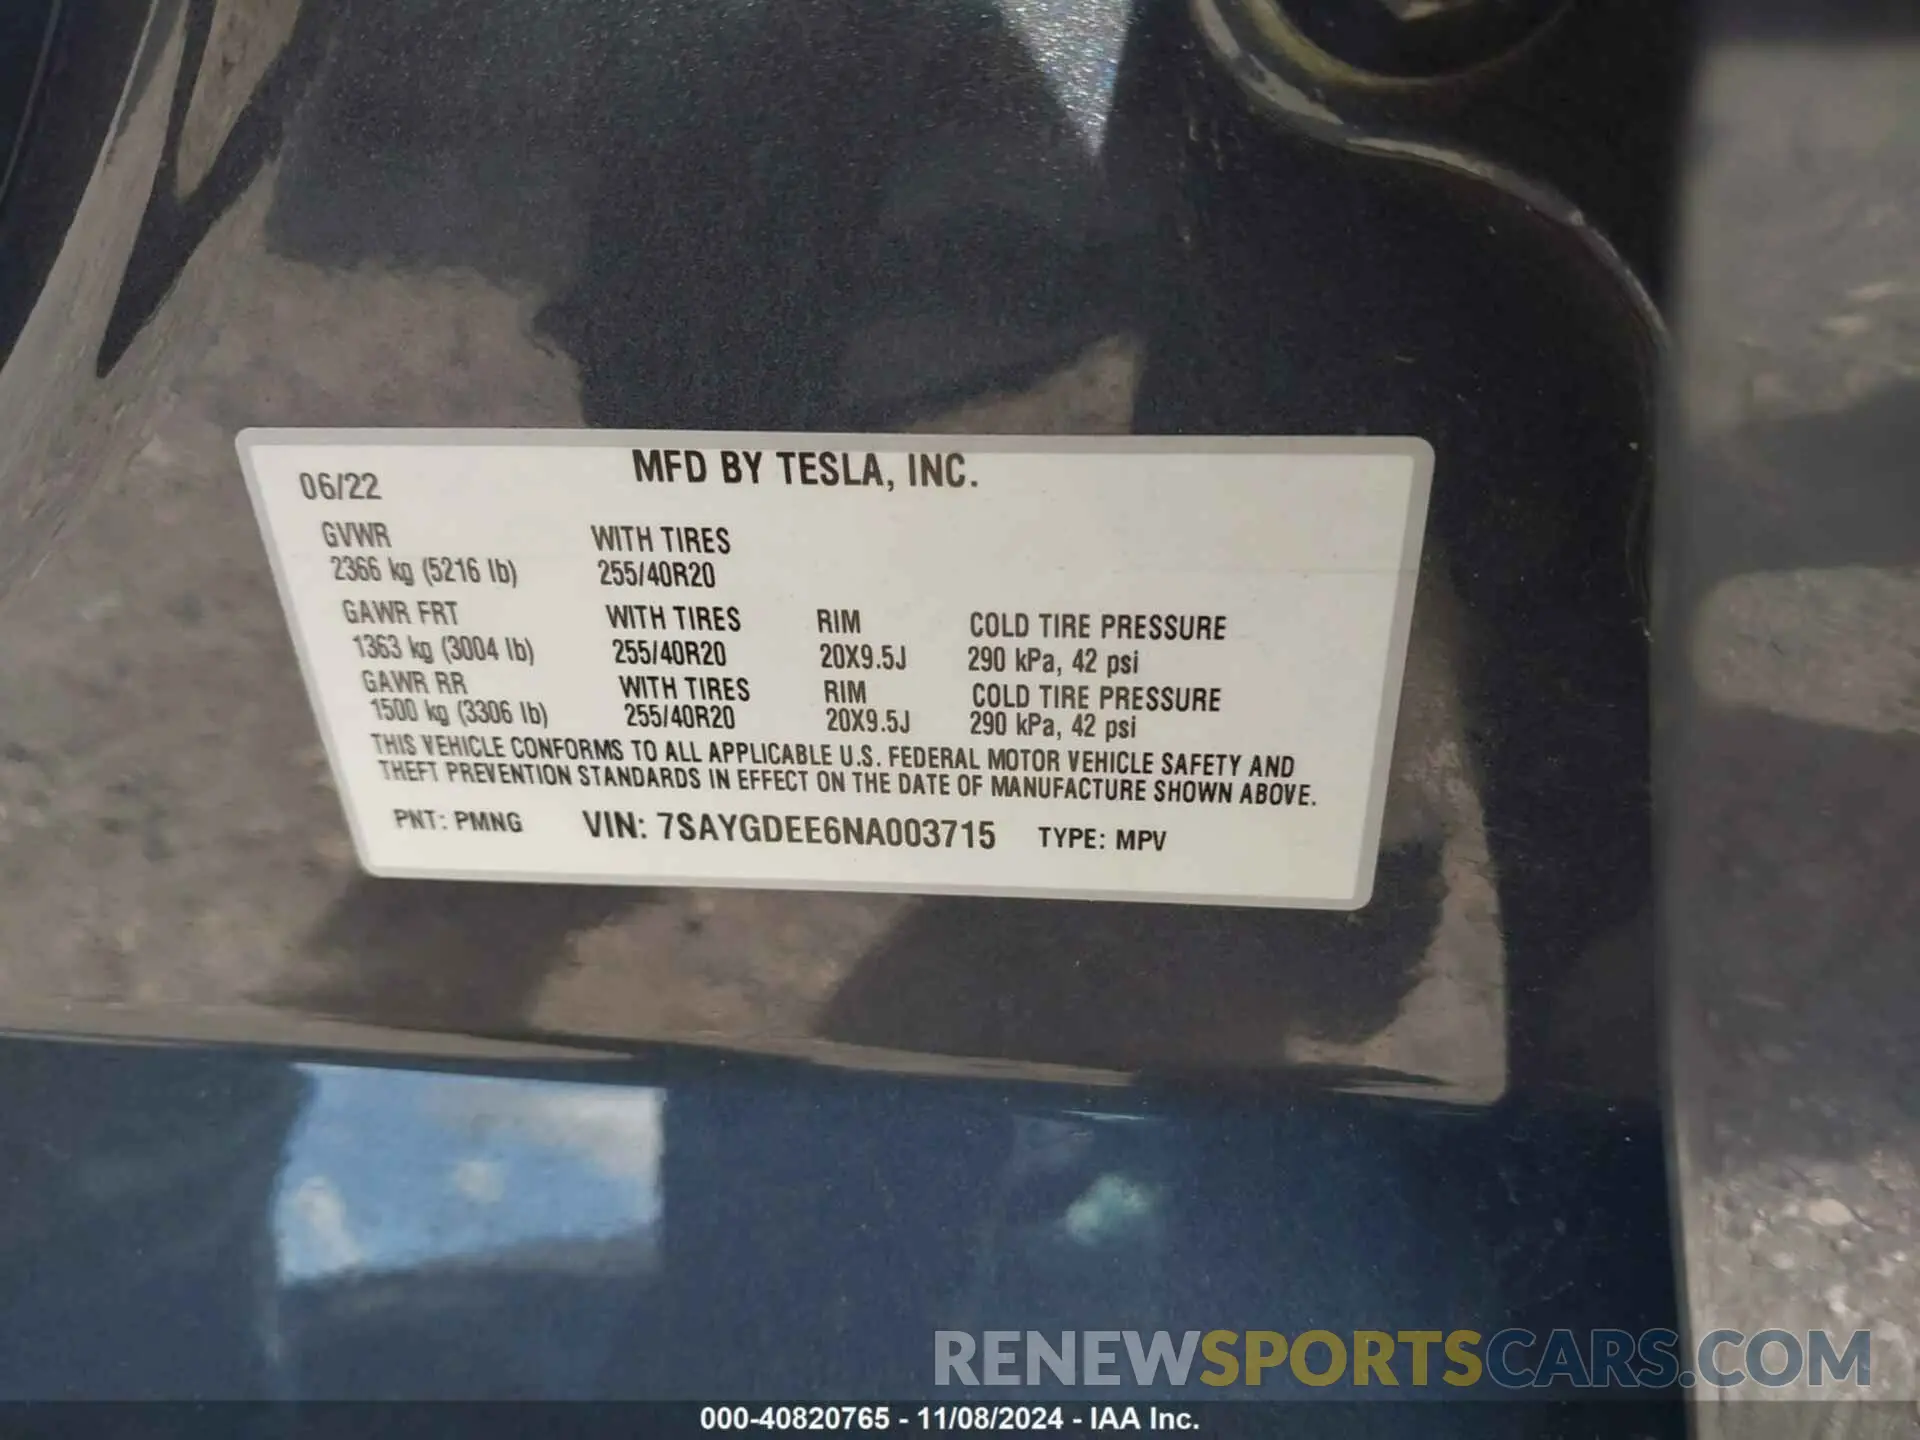 MFD BY TESLA, INC.
06/22
GVWR WITH TIRES
2366 kg (5216 lb) 255/40R20
GAWR FRT WITH TIRES RIM COLD TIRE PRESSURE
1363 kg (3004 lb) 255/40R20 20X9.5J 290 kPa, 42 psi
GAWR RR WITH TIRES RIM COLD TIRE PRESSURE
1500 kg (3306 lb) 255/40R20 20X9.5J 290 kPa, 42 psi
THIS VEHICLE CONFORMS TO ALL APPLICABLE U.S. FEDERAL MOTOR VEHICLE SAFETY AND
THEFT PREVENTION STANDARDS IN EFFECT ON THE DATE OF MANUFACTURE SHOWN ABOVE.
PNT: PMNG VIN: 7SAYGDEE6NA003715 TYPE: MPV
RENEWSPORTSCARS.COM
000-40820765 - 11/08/2024 - IAA Inc.